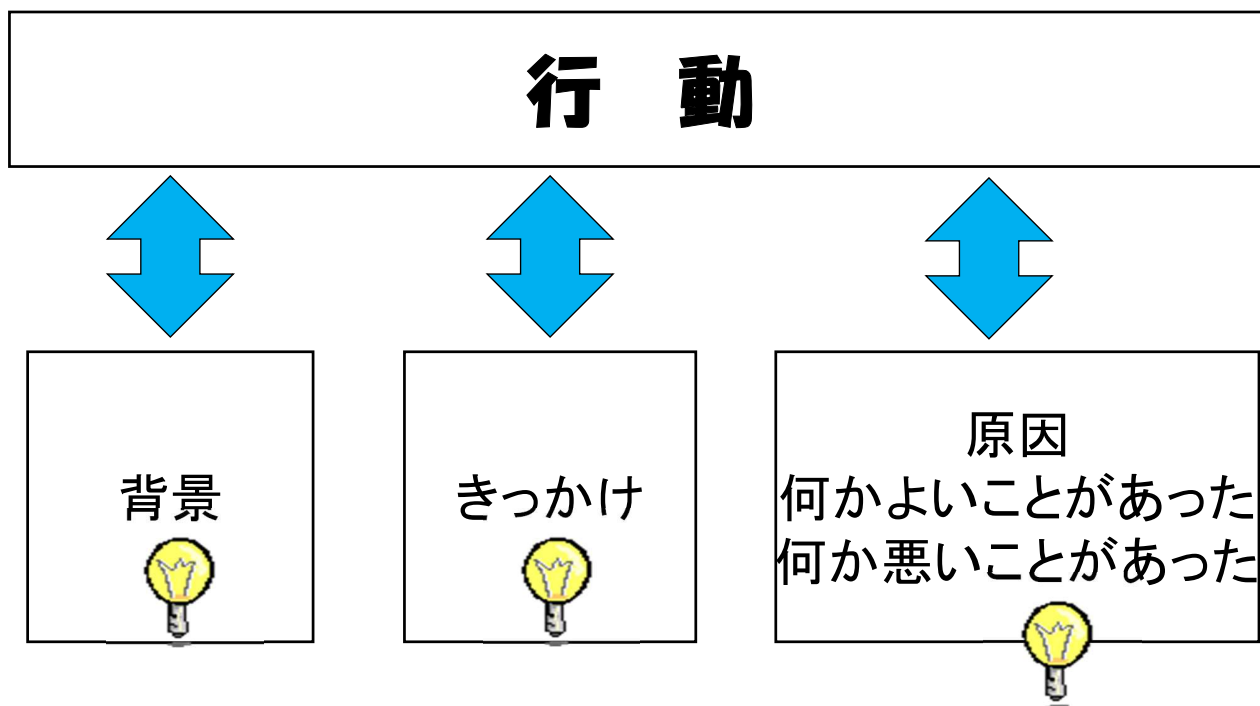 行　動
背景
きっかけ
原因
何かよいことがあった
何か悪いことがあった